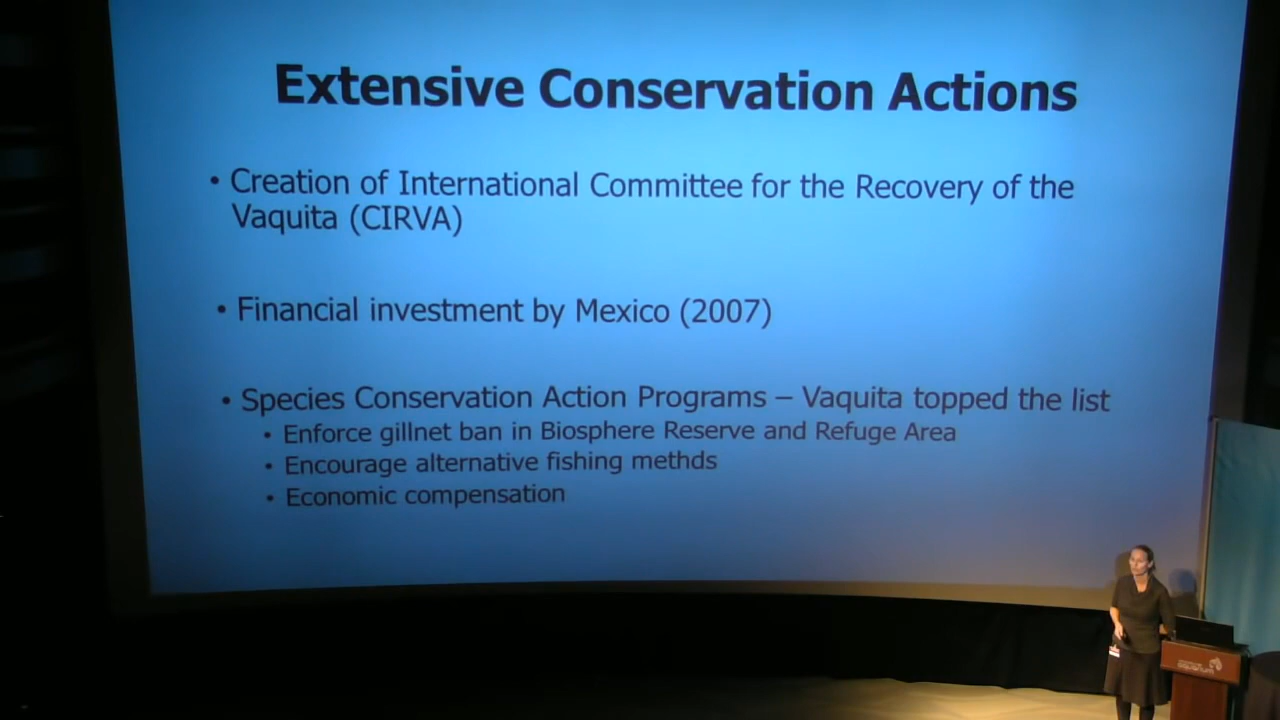 Extensive Conservation Actions
• Creation of International Committee for the Recovery of the
Vaquita (CIRVA)
• Financial investment by Mexico (2007)
• Species Conservation Action Programs – Vaquita topped the list
• Enforce gillnet ban in Biosphere Reserve and Refuge Area
• Encourage alternative fishing methds
• Economic compensation
aquarium